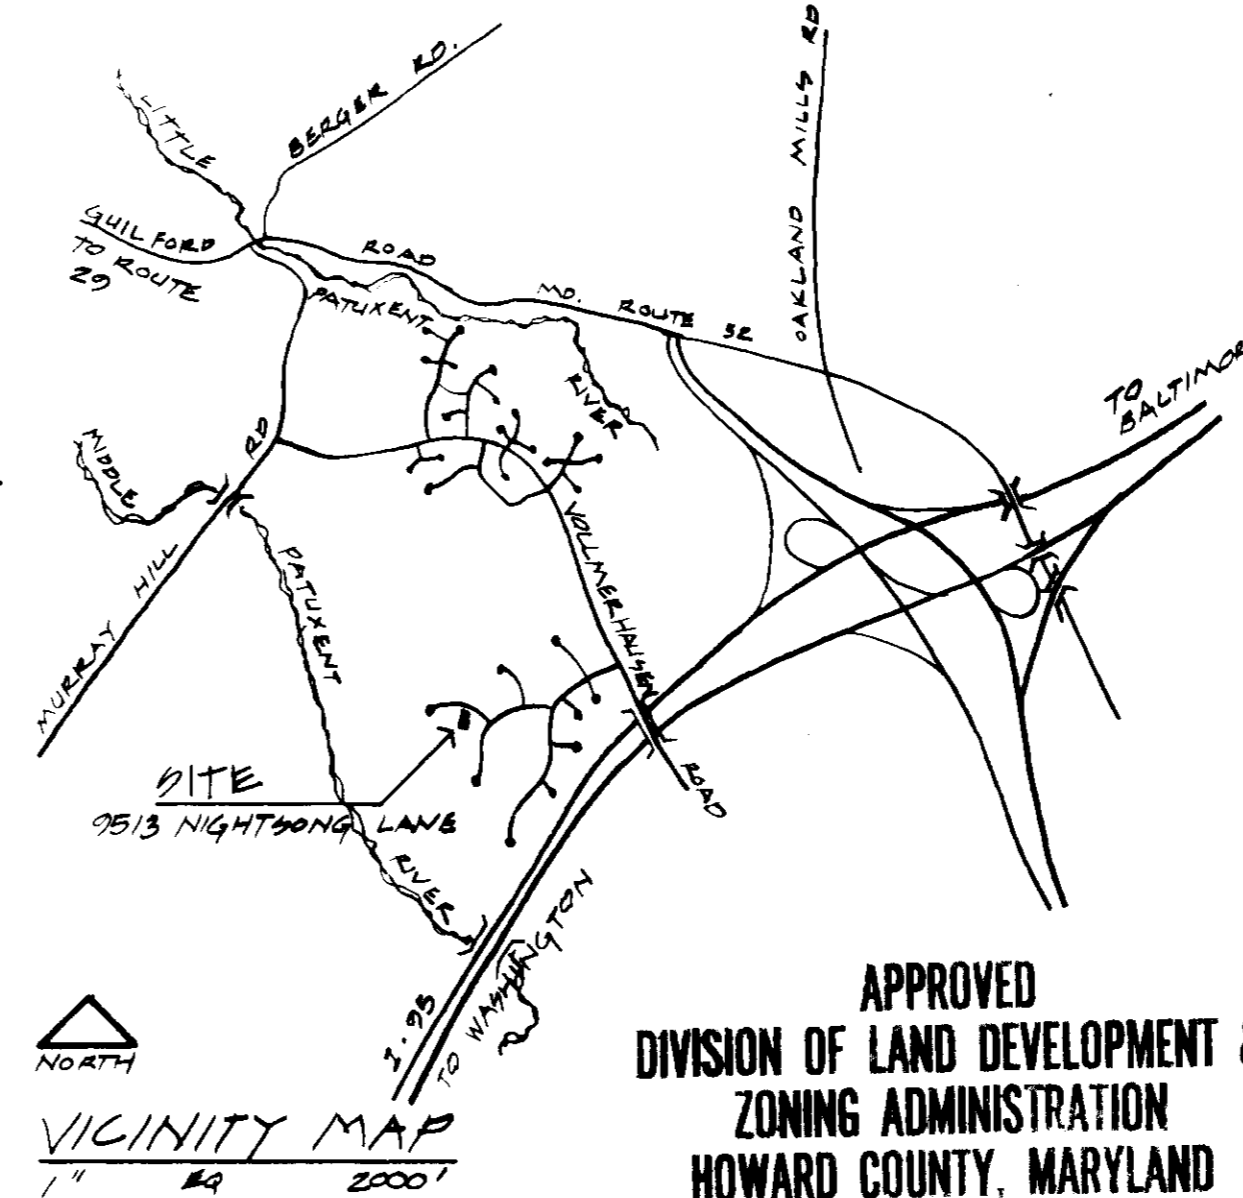 LITTLE
BERGER RD.
OAKLAND MILLS RD
GUILFORD ROAD
TO ROUTE
29
PATUXENT
RIVER
MD. ROUTE 32
TO
BALTIMOR
MIDDLE
PATUXENT
RIVER
MURRAY HILL RD
VOLLMERHAUSEN
ROAD
SITE
9513 NIGHTSONG LANE
I-95
TO WASHINGTON
NORTH
VICINITY MAP
1" EQ 2000'
APPROVED
DIVISION OF LAND DEVELOPMENT &
ZONING ADMINISTRATION
HOWARD COUNTY, MARYLAND